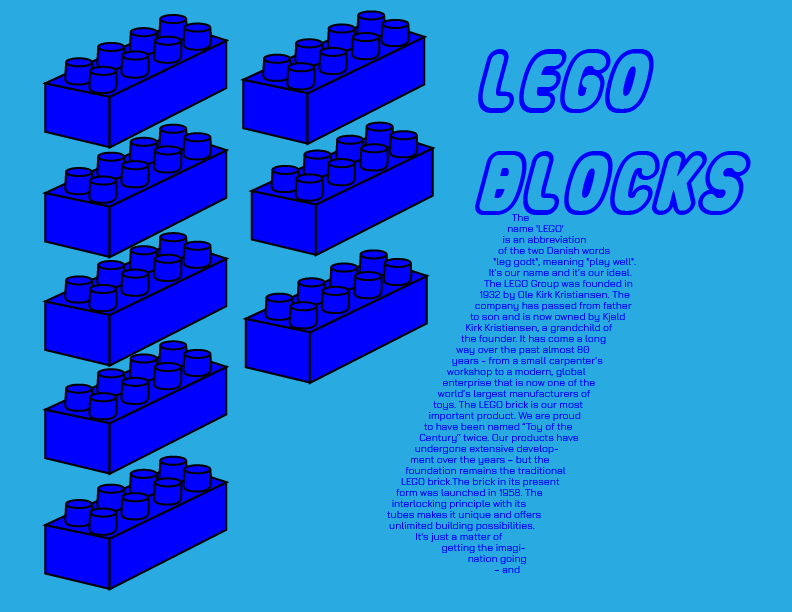 LEGO
BLOCKS
The
name 'LEGO'
is an abbreviation
of the two Danish words
"leg godt", meaning "play well".
It's our name and it's our ideal.
The LEGO Group was founded in
1932 by Ole Kirk Kristiansen. The
company has passed from father
to son and is now owned by Kjeld
Kirk Kristiansen, a grandchild of
the founder. It has come a long
way over the past almost 80
years - from a small carpenter's
workshop to a modern, global
enterprise that is now one of the
world's largest manufacturers of
toys. The LEGO brick is our most
important product. We are proud
to have been named "Toy of the
Century" twice. Our products have
undergone extensive develop-
ment over the years – but the
foundation remains the traditional
LEGO brick.The brick in its present
form was launched in 1958. The
interlocking principle with its
tubes makes it unique and offers
unlimited building possibilities.
It's just a matter of
getting the imagi-
nation going
– and